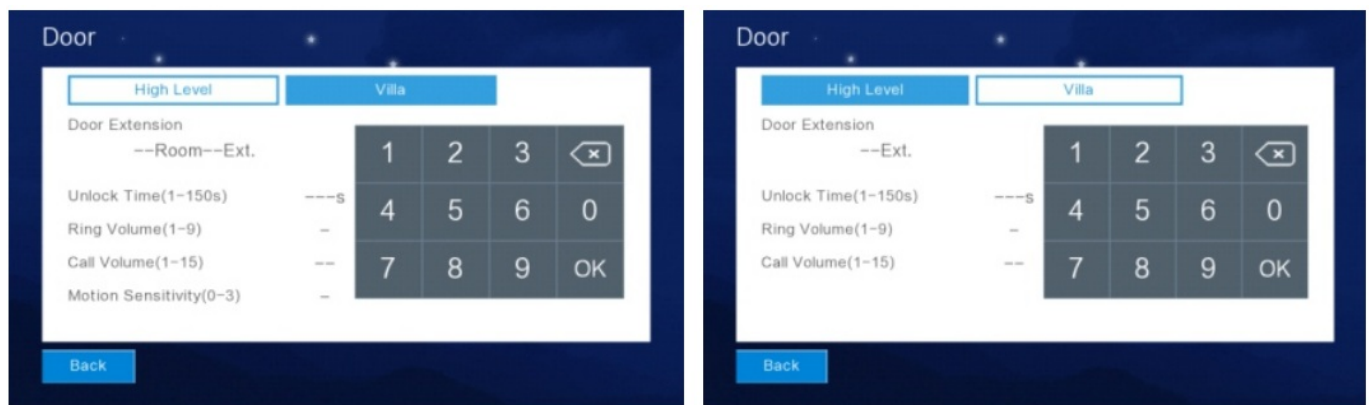 Door
High Level Villa
Door Extension
--Room--Ext.
Unlock Time(1-150s) ---s
Ring Volume(1-9) -
Call Volume(1-15) --
Motion Sensitivity(0-3) -
1 2 3
4 5 6 0
7 8 9 OK
Back
Door
High Level Villa
Door Extension
--Ext.
Unlock Time(1-150s) ---s
Ring Volume(1-9) -
Call Volume(1-15) --
1 2 3
4 5 6 0
7 8 9 OK
Back